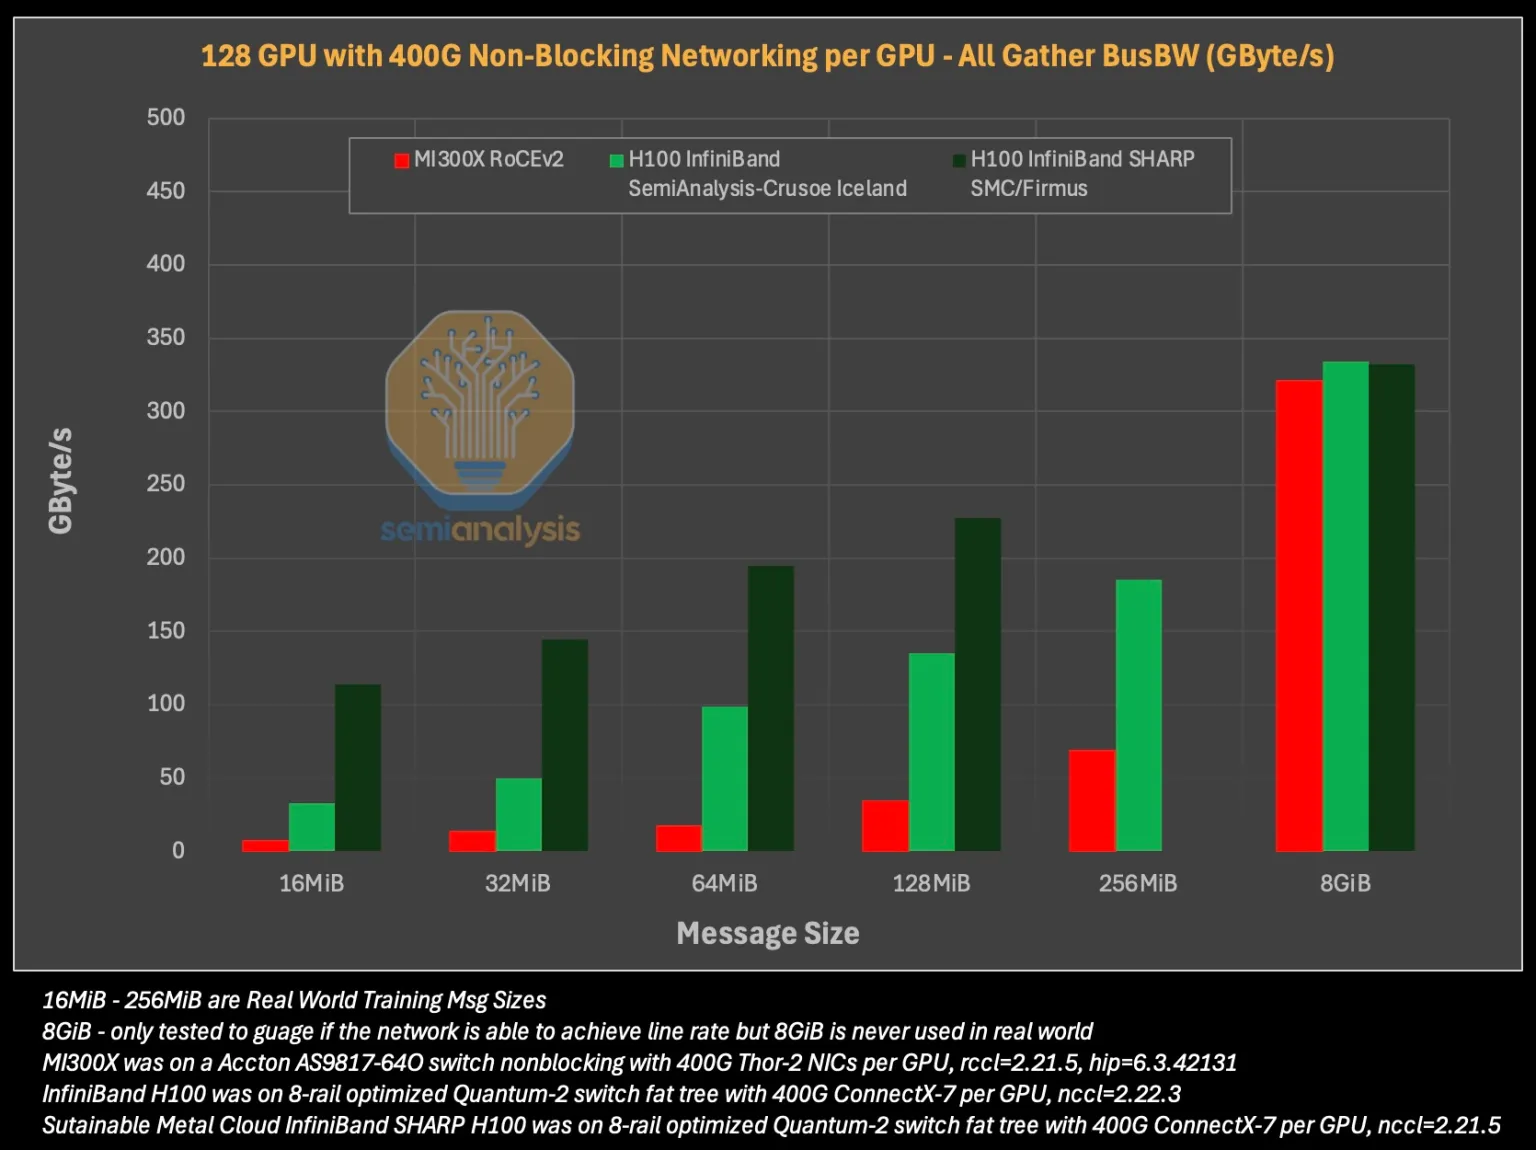 128 GPU with 400G Non-Blocking Networking per GPU - All Gather BusBW (GByte/s)
500
MI300X RoCEv2
H100 InfiniBand
SemiAnalysis-Crusoe Iceland
H100 InfiniBand SHARP
SMC/Firmus
450
400
350
300
250
200
150
100
50
0
GByte/s
semianalysis
16MiB
32MiB
64MiB
128MiB
256MiB
8GiB
Message Size
16MiB - 256MiB are Real World Training Msg Sizes
8GiB - only tested to guage if the network is able to achieve line rate but 8GiB is never used in real world
MI300X was on a Accton AS9817-64O switch nonblocking with 400G Thor-2 NICs per GPU, rccl=2.21.5, hip=6.3.42131
InfiniBand H100 was on 8-rail optimized Quantum-2 switch fat tree with 400G ConnectX-7 per GPU, nccl=2.22.3
Sutainable Metal Cloud InfiniBand SHARP H100 was on 8-rail optimized Quantum-2 switch fat tree with 400G ConnectX-7 per GPU, nccl=2.21.5